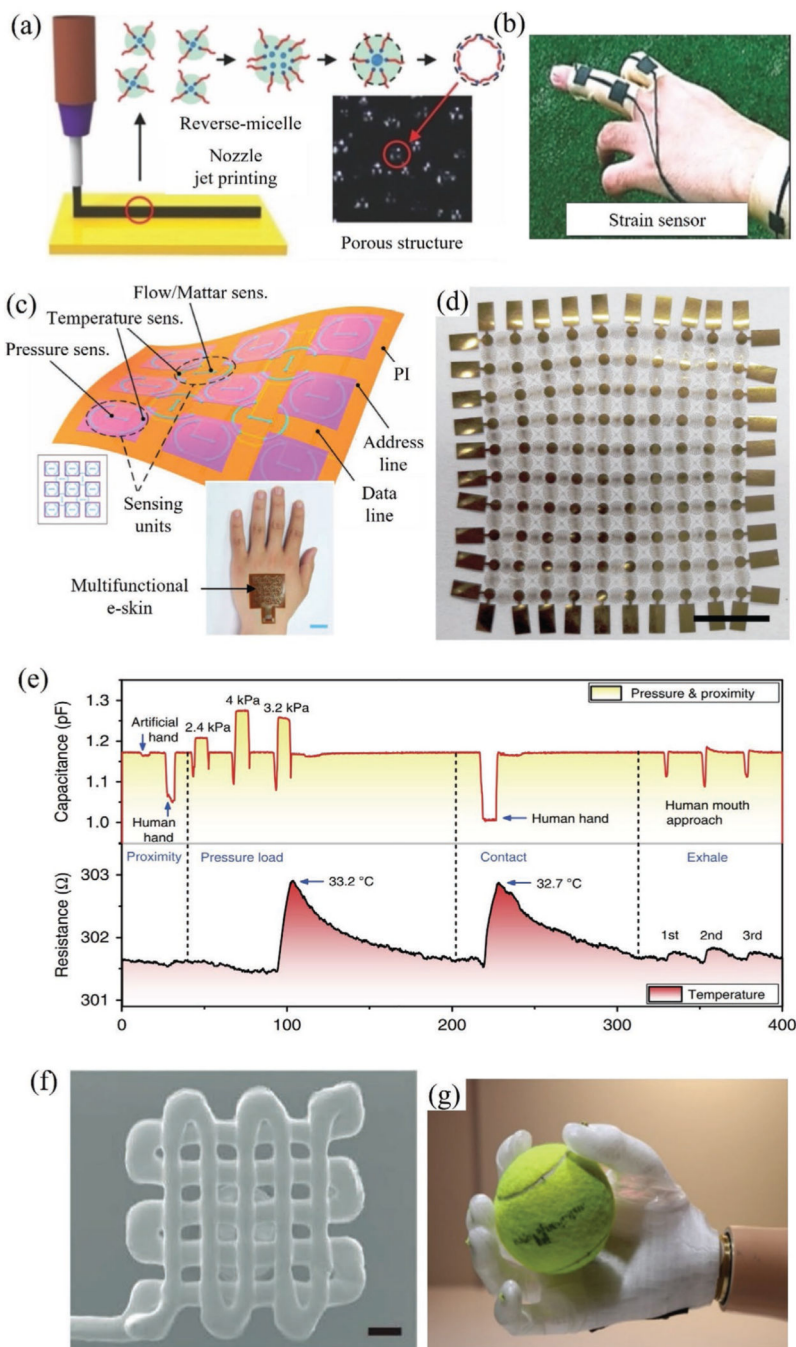 (a)
Reverse-micelle
Nozzle
jet printing
Porous structure
(b)
Strain sensor
(c)
Flow/Mattar sens.
Temperature sens.
Pressure sens.
PI
Address
line
Data
line
Sensing
units
Multifunctional
e-skin
(d)
(e)
Capacitance (pF)
1.3
1.2
1.1
1.0
Pressure & proximity
Artificial
hand
2.4 kPa
4 kPa
3.2 kPa
Human
hand
Human hand
Human mouth
approach
Proximity
Pressure load
Contact
Exhale
Resistance (Ω)
303
302
301
33.2 °C
32.7 °C
1st
2nd
3rd
Temperature
0
100
200
300
400
(f)
(g)